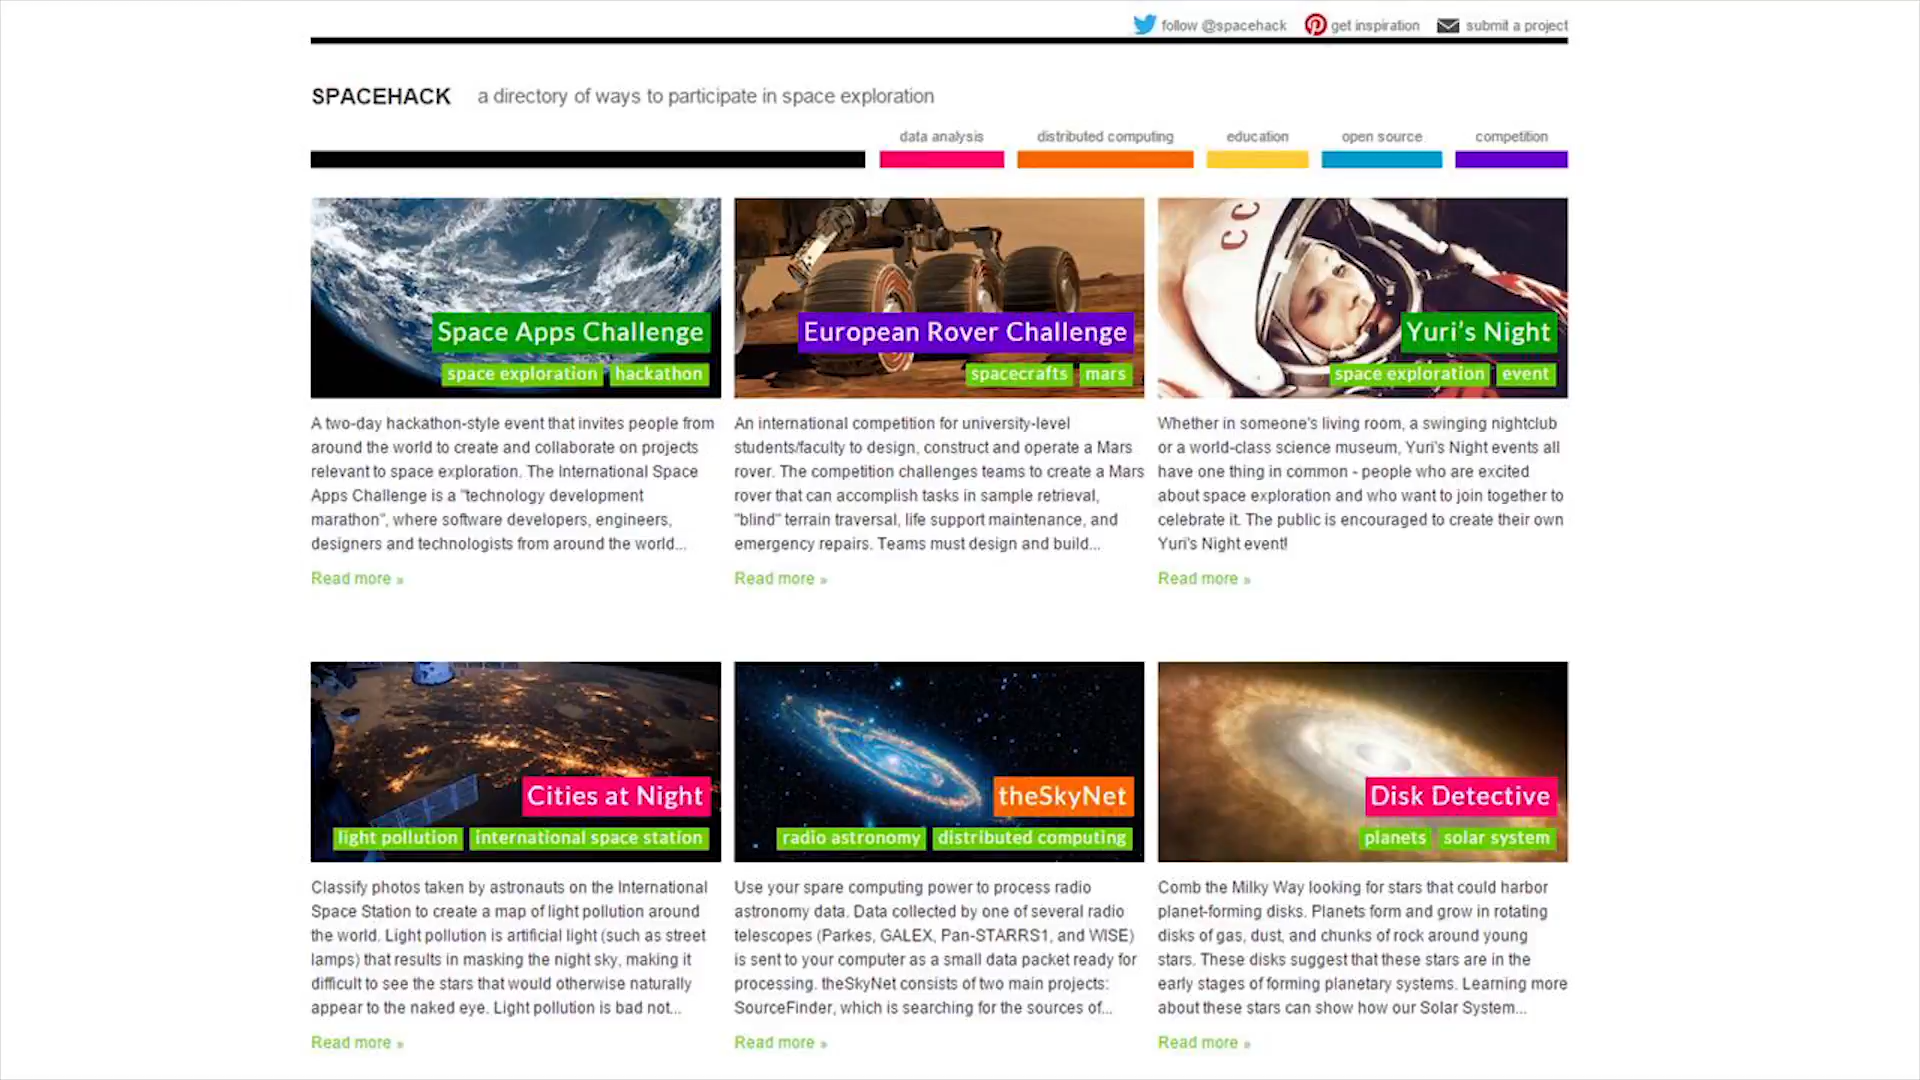 follow @spacehack get inspiration submit a project
SPACEHACK a directory of ways to participate in space exploration
data analysis distributed computing education open source competition
CC
Space Apps Challenge
space exploration hackathon
A two-day hackathon-style event that invites people from
around the world to create and collaborate on projects
relevant to space exploration. The International Space
Apps Challenge is a "technology development
marathon", where software developers, engineers,
designers and technologists from around the world...
Read more »
European Rover Challenge
spacecrafts mars
An international competition for university-level
students/faculty to design, construct and operate a Mars
rover. The competition challenges teams to create a Mars
rover that can accomplish tasks in sample retrieval,
"blind" terrain traversal, life support maintenance, and
emergency repairs. Teams must design and build...
Read more »
Yuri's Night
space exploration event
Whether in someone's living room, a swinging nightclub
or a world-class science museum, Yuri's Night events all
have one thing in common - people who are excited
about space exploration and who want to join together to
celebrate it. The public is encouraged to create their own
Yuri's Night event!
Read more »
Cities at Night
light pollution international space station
Classify photos taken by astronauts on the International
Space Station to create a map of light pollution around
the world. Light pollution is artificial light (such as street
lamps) that results in masking the night sky, making it
difficult to see the stars that would otherwise naturally
appear to the naked eye. Light pollution is bad not...
Read more »
theSkyNet
radio astronomy distributed computing
Use your spare computing power to process radio
astronomy data. Data collected by one of several radio
telescopes (Parkes, GALEX, Pan-STARRS1, and WISE)
is sent to your computer as a small data packet ready for
processing. theSkyNet consists of two main projects:
SourceFinder, which is searching for the sources of...
Read more »
Disk Detective
planets solar system
Comb the Milky Way looking for stars that could harbor
planet-forming disks. Planets form and grow in rotating
disks of gas, dust, and chunks of rock around young
stars. These disks suggest that these stars are in the
early stages of forming planetary systems. Learning more
about these stars can show how our Solar System...
Read more »